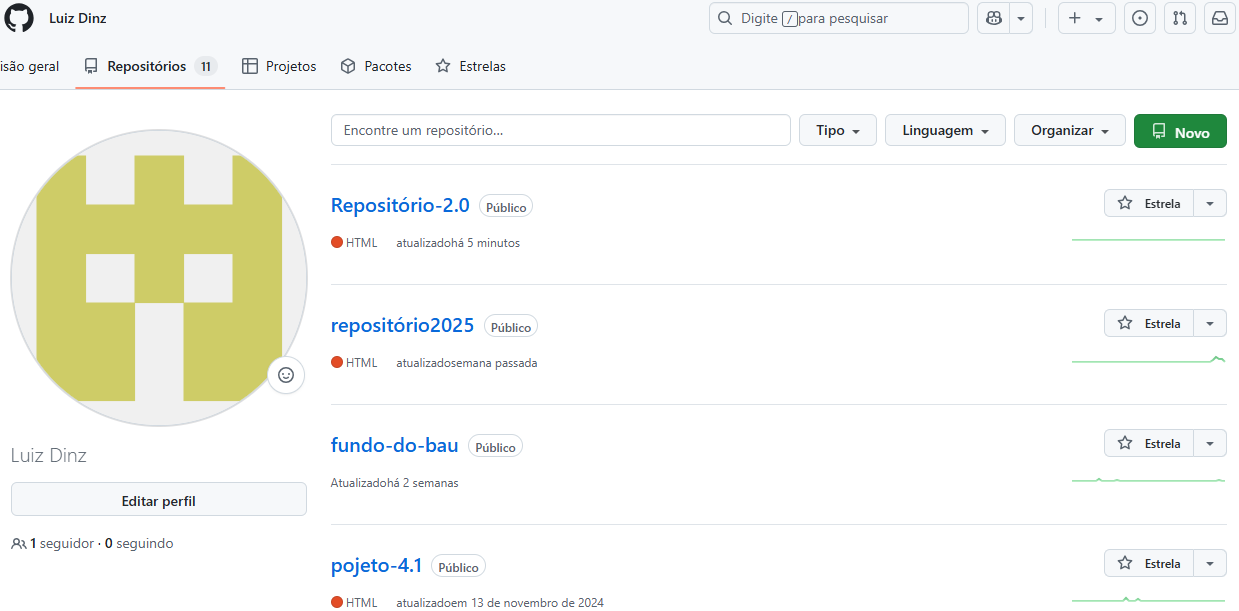 Luiz Dinz
Digite / para pesquisar
isão geral
Repositórios 11
Projetos
Pacotes
Estrelas
Encontre um repositório...
Tipo
Linguagem
Organizar
Novo
Repositório-2.0 Público
Estrela
HTML atualizadohá 5 minutos
repositório2025 Público
Estrela
HTML atualizadosemana passada
fundo-do-bau Público
Estrela
Atualizadohá 2 semanas
pojeto-4.1 Público
Estrela
HTML atualizadoem 13 de novembro de 2024
Luiz Dinz
Editar perfil
1 seguidor · 0 seguindo